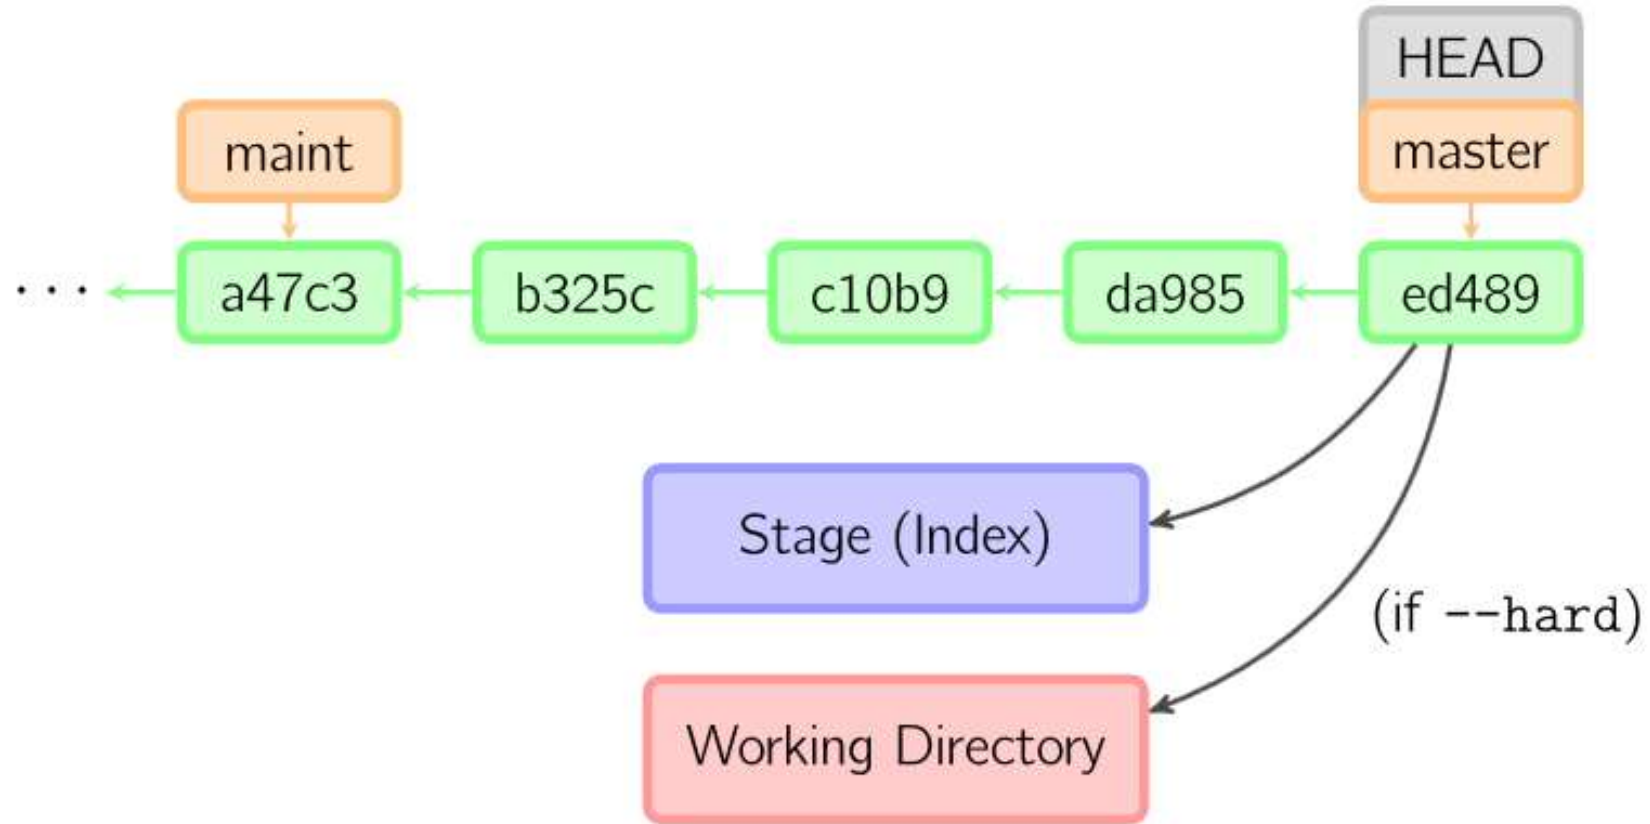 HEAD
maint
master
... a47c3 b325c c10b9 da985 ed489
Stage (Index)
(if --hard)
Working Directory